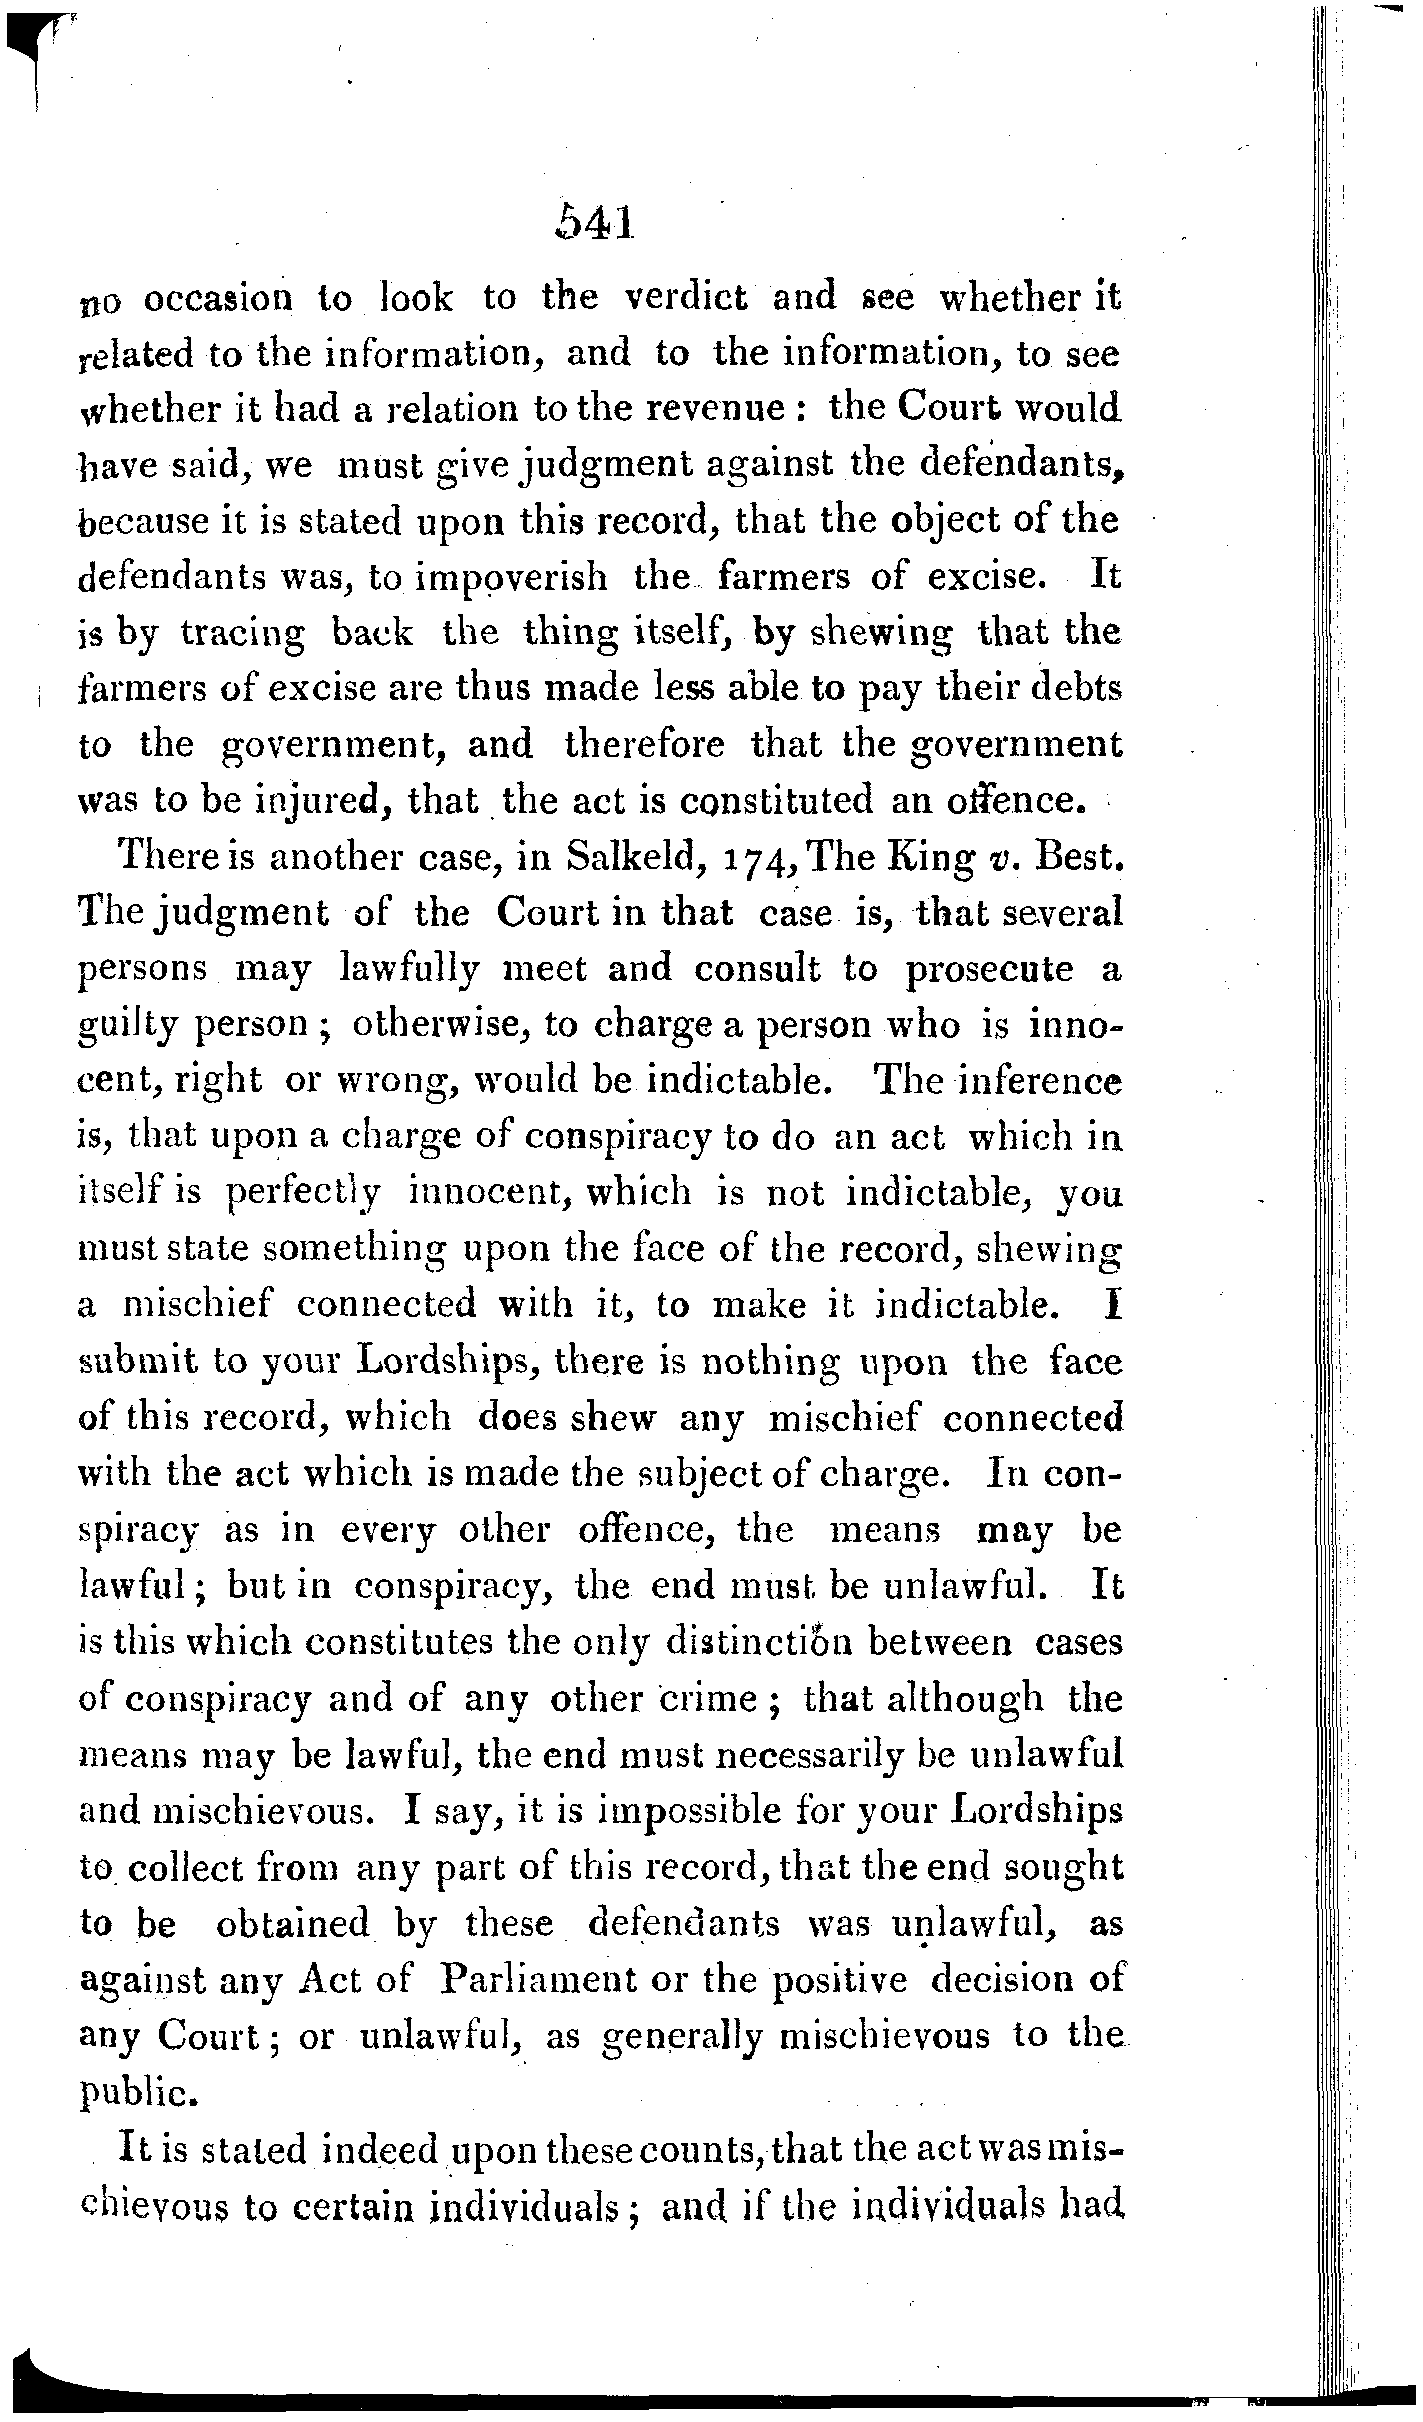 541
no occasion to look to the verdict and see whether it
related to the information, and to the information, to see
whether it had a relation to the revenue : the Court would
have said, we must give judgment against the defendants,
because it is stated upon this record, that the object of the
defendants was, to impoverish the farmers of excise. It
is by tracing back the thing itself, by shewing that the
farmers of excise are thus made less able to pay their debts
to the government, and therefore that the government
was to be injured, that the act is constituted an offence.
There is another case, in Salkeld, 174, The King v. Best.
The judgment of the Court in that case is, that several
persons may lawfully meet and consult to prosecute a
guilty person ; otherwise, to charge a person who is inno-
cent, right or wrong, would be indictable. The inference
is, that upon a charge of conspiracy to do an act which in
itself is perfectly innocent, which is not indictable, you
must state something upon the face of the record, shewing
a mischief connected with it, to make it indictable. I
submit to your Lordships, there is nothing upon the face
of this record, which does shew any mischief connected
with the act which is made the subject of charge. In con-
spiracy as in every other offence, the means may be
lawful ; but in conspiracy, the end must be unlawful. It
is this which constitutes the only distinction between cases
of conspiracy and of any other crime ; that although the
means may be lawful, the end must necessarily be unlawful
and mischievous. I say, it is impossible for your Lordships
to collect from any part of this record, that the end sought
to be obtained by these defendants was unlawful, as
against any Act of Parliament or the positive decision of
any Court ; or unlawful, as generally mischievous to the
public.
It is stated indeed upon these counts, that the act was mis-
chievous to certain individuals ; and if the individuals had